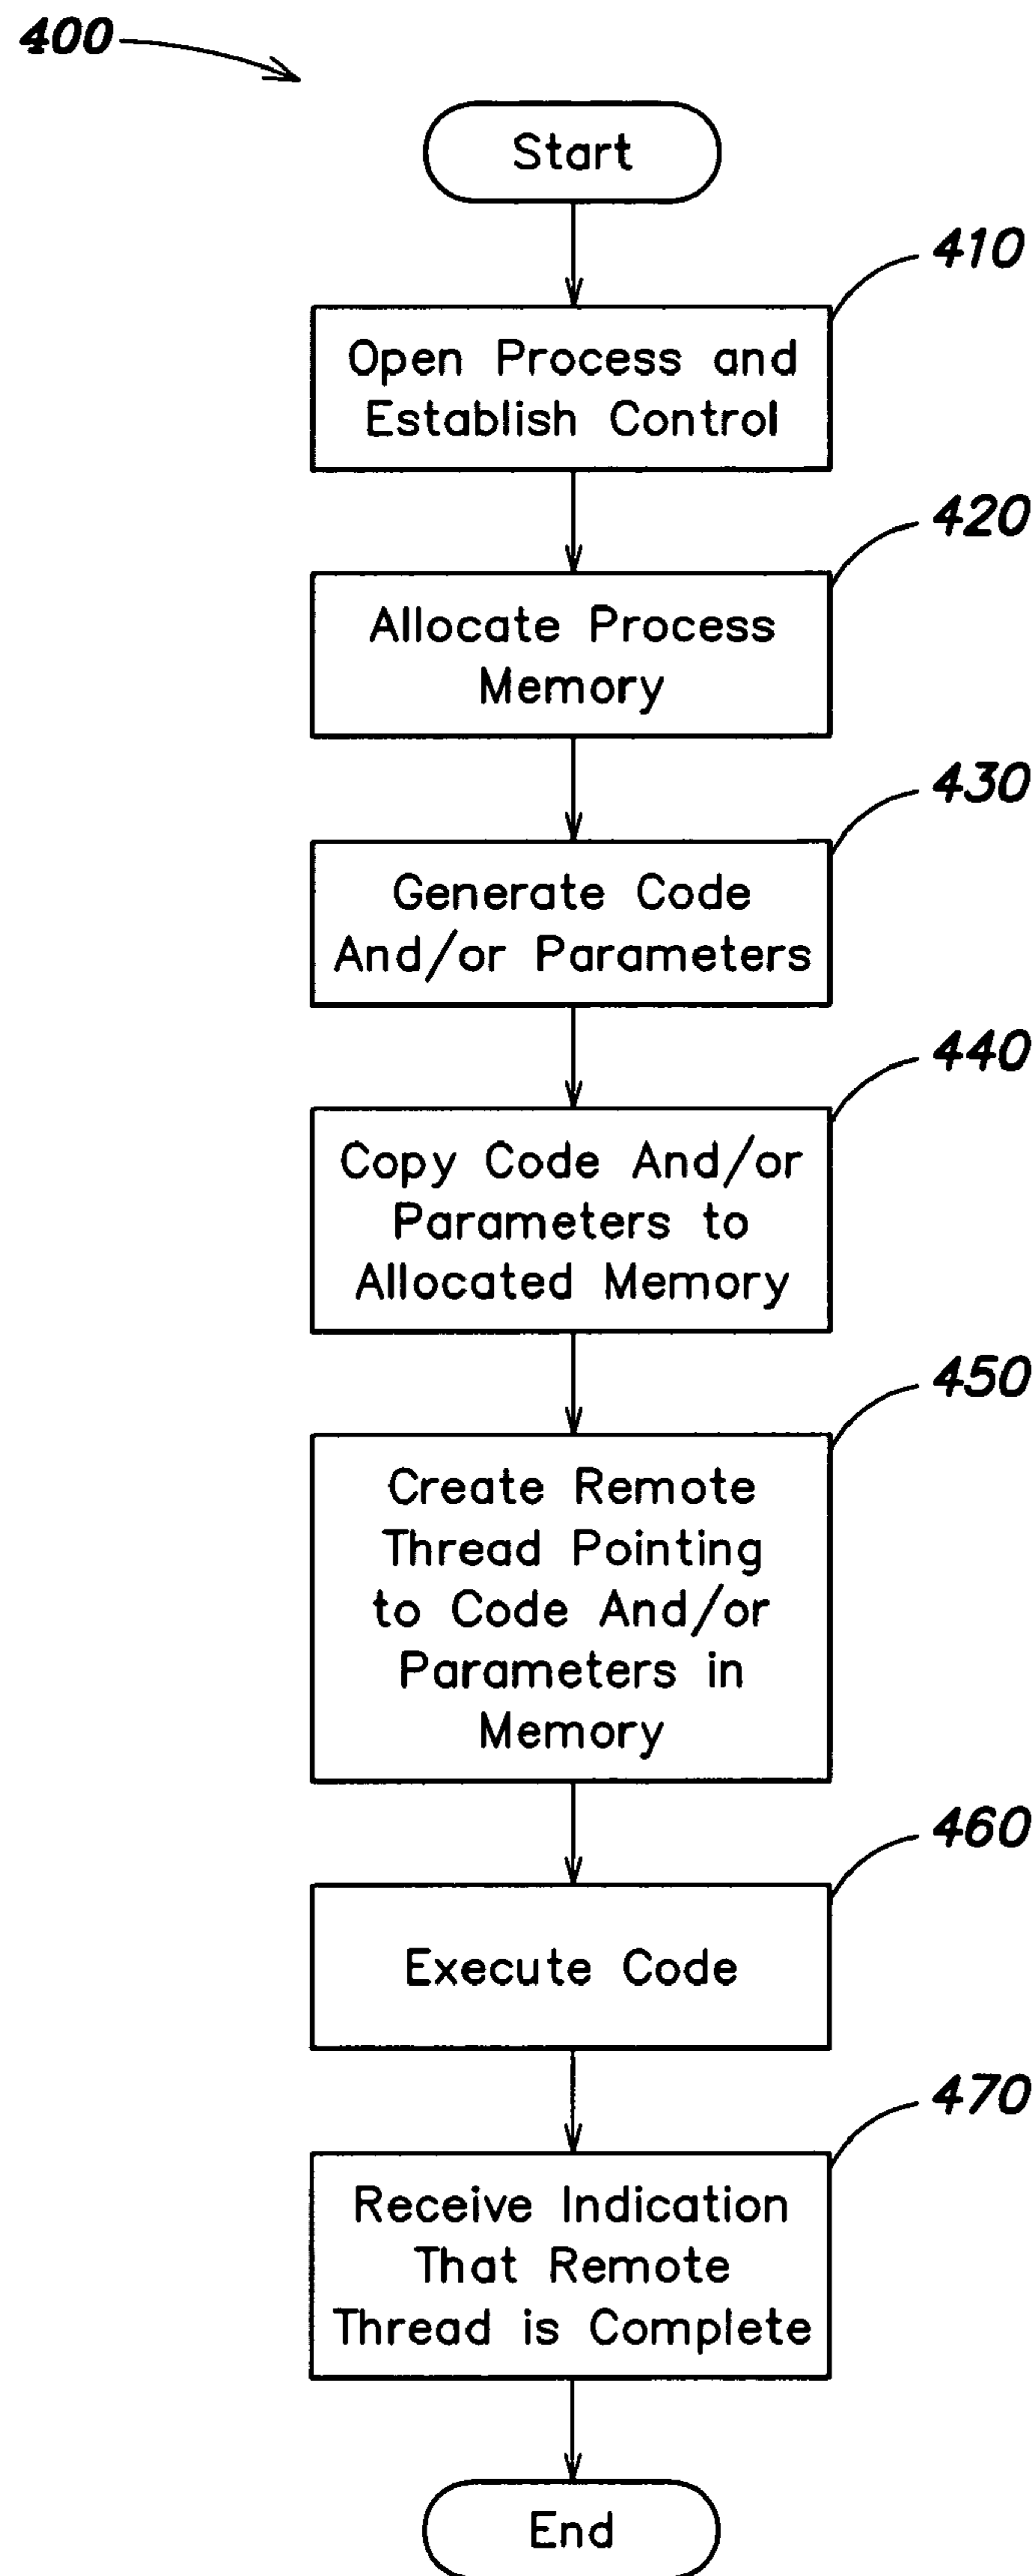 400
Start
410
Open Process and
Establish Control
420
Allocate Process
Memory
430
Generate Code
And/or Parameters
440
Copy Code And/or
Parameters to
Allocated Memory
450
Create Remote
Thread Pointing
to Code And/or
Parameters in
Memory
460
Execute Code
470
Receive Indication
That Remote
Thread is Complete
End